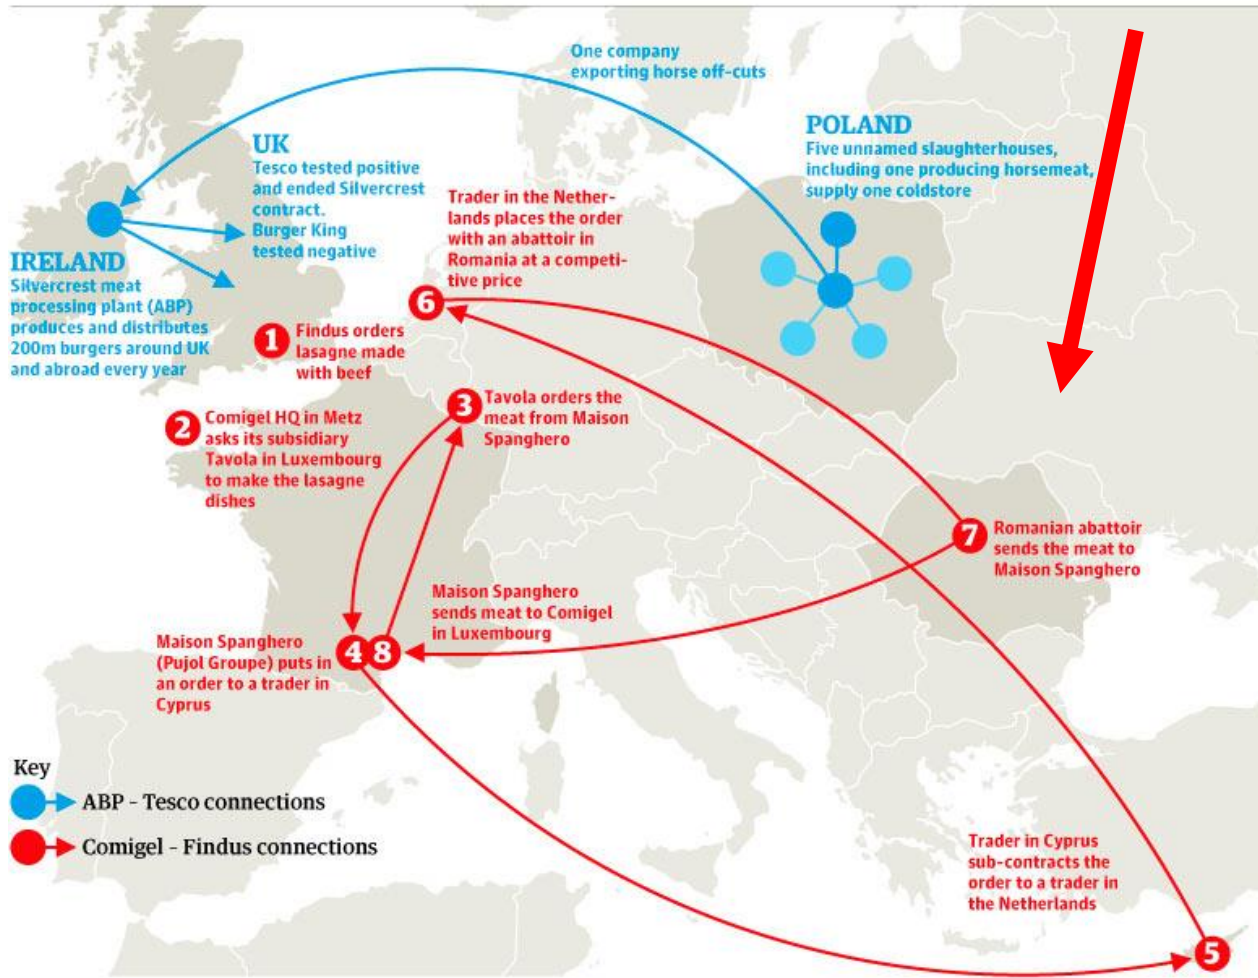 One company
exporting horse off-cuts
POLAND
Five unnamed slaughterhouses,
including one producing horsemeat,
supply one coldstore
UK
Tesco tested positive
and ended Silvercrest
contract.
Burger King
tested negative
IRELAND
Silvercrest meat
processing plant (ABP)
produces and distributes
200m burgers around UK
and abroad every year
Trader in the Nether-
lands places the order
with an abattoir in
Romania at a competi-
tive price
6
1
Findus orders
lasagne made
with beef
2
Comigel HQ in Metz
asks its subsidiary
Tavola in Luxembourg
to make the lasagne
dishes
3
Tavola orders the
meat from Maison
Spanghero
7
Romanian abattoir
sends the meat to
Maison Spanghero
Maison Spanghero
sends meat to Comigel
in Luxembourg
4 8
Maison Spanghero
(Pujol Groupe) puts in
an order to a trader in
Cyprus
Key
ABP - Tesco connections
Comigel - Findus connections
Trader in Cyprus
sub-contracts the
order to a trader in
the Netherlands
5